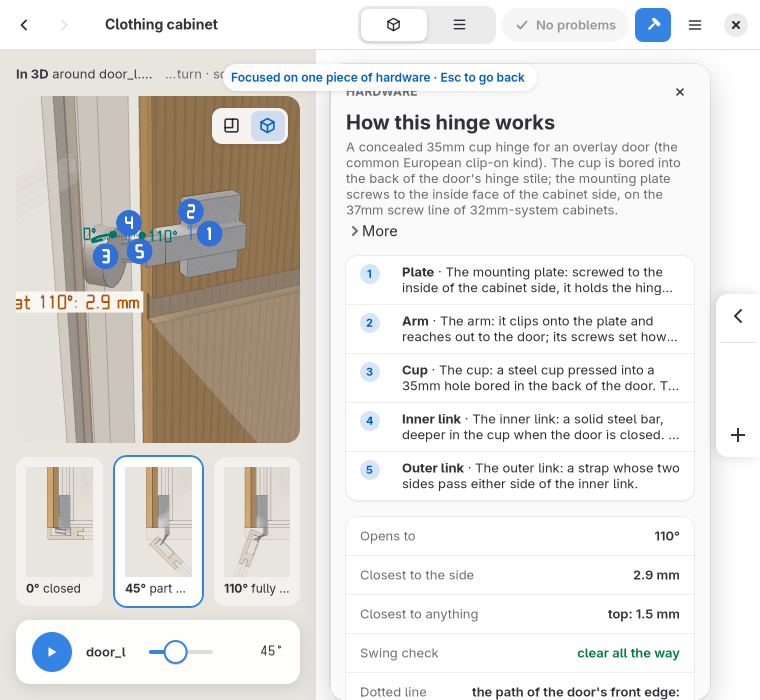 Clothing cabinet
No problems
In 3D around door_l.... ...turn · sc
Focused on one piece of hardware · Esc to go back
HARDWARE
How this hinge works
A concealed 35mm cup hinge for an overlay door (the
common European clip-on kind). The cup is bored into
the back of the door's hinge stile; the mounting plate
screws to the inside face of the cabinet side, on the
37mm screw line of 32mm-system cabinets.
More
0°
110°
1
2
3
4
5
at 110°: 2.9 mm
1 Plate · The mounting plate: screwed to the
inside of the cabinet side, it holds the hing...
2 Arm · The arm: it clips onto the plate and
reaches out to the door; its screws set how...
3 Cup · The cup: a steel cup pressed into a
35mm hole bored in the back of the door. T...
4 Inner link · The inner link: a solid steel bar,
deeper in the cup when the door is closed. ...
5 Outer link · The outer link: a strap whose two
sides pass either side of the inner link.
0° closed
45° part ...
110° fully ...
door_l
45°
Opens to 110°
Closest to the side 2.9 mm
Closest to anything top: 1.5 mm
Swing check clear all the way
Dotted line the path of the door's front edge: